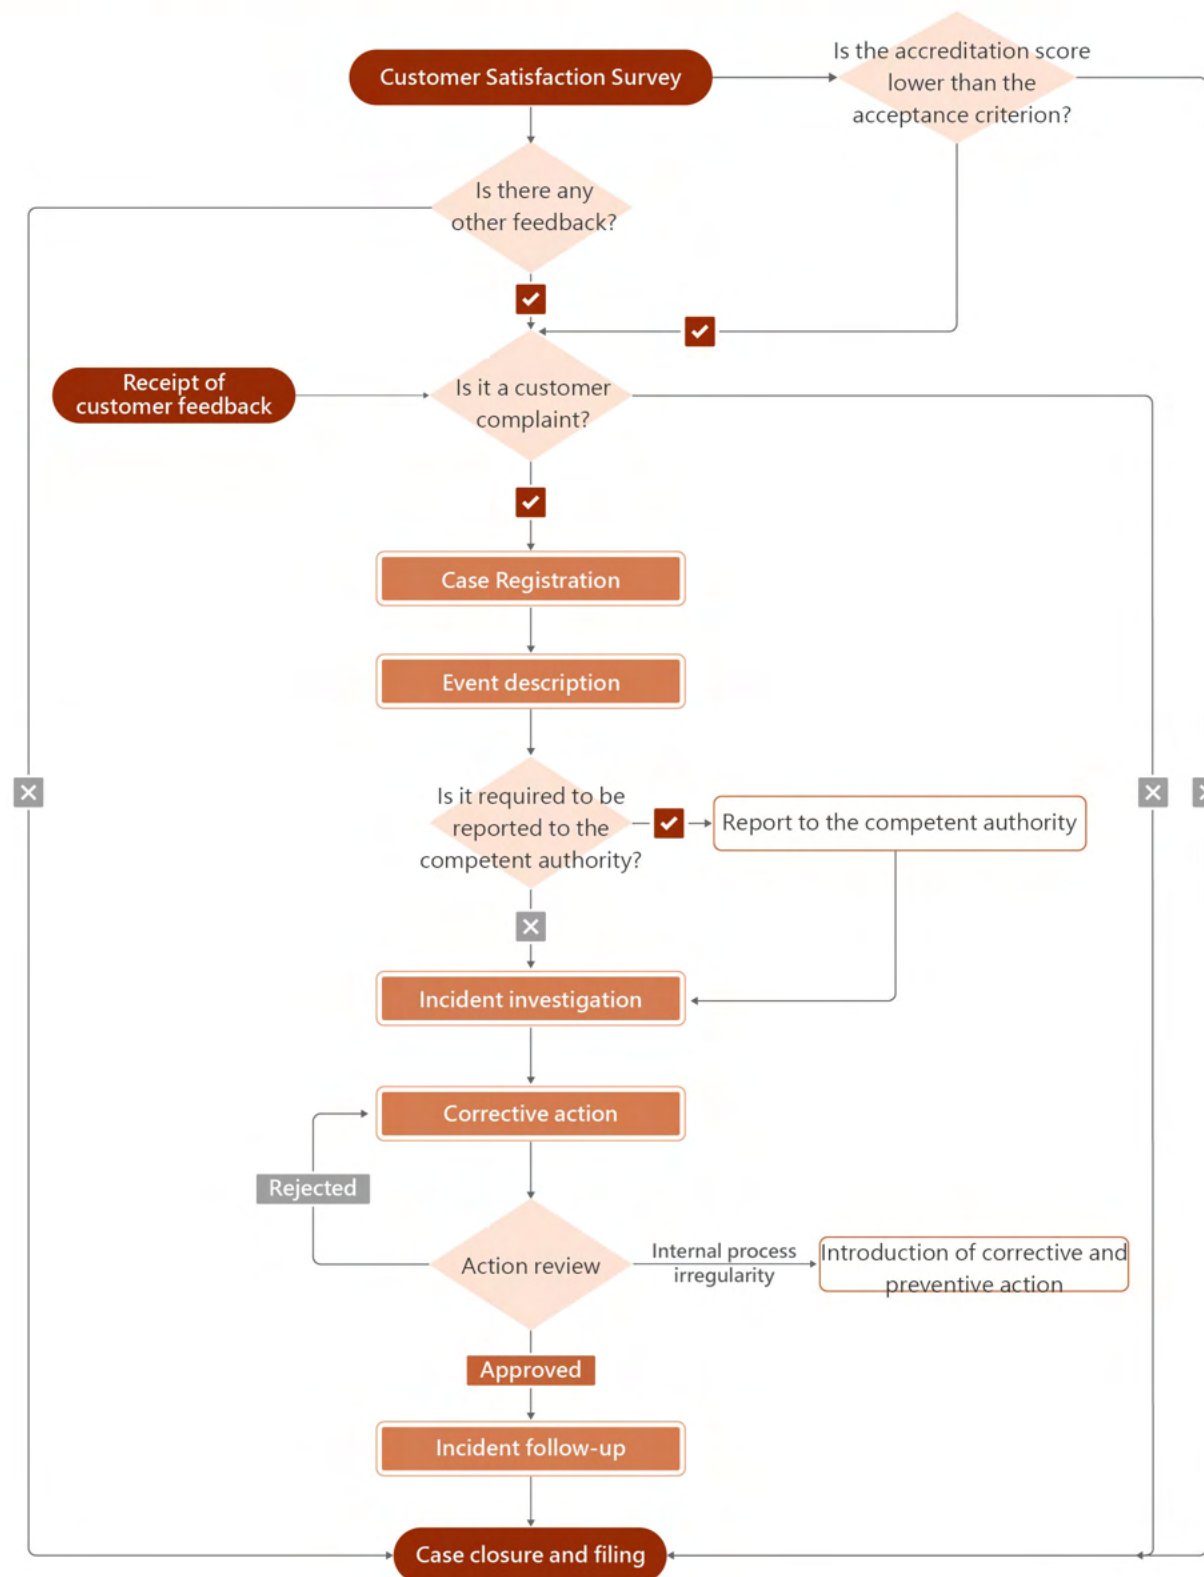 Customer Satisfaction Survey
Is the accreditation score
lower than the
acceptance criterion?
Is there any
other feedback?
Receipt of
customer feedback
Is it a customer
complaint?
Case Registration
Event description
Is it required to be
reported to the
competent authority?
Report to the competent authority
Incident investigation
Corrective action
Rejected
Action review
Internal process
irregularity
Introduction of corrective and
preventive action
Approved
Incident follow-up
Case closure and filing